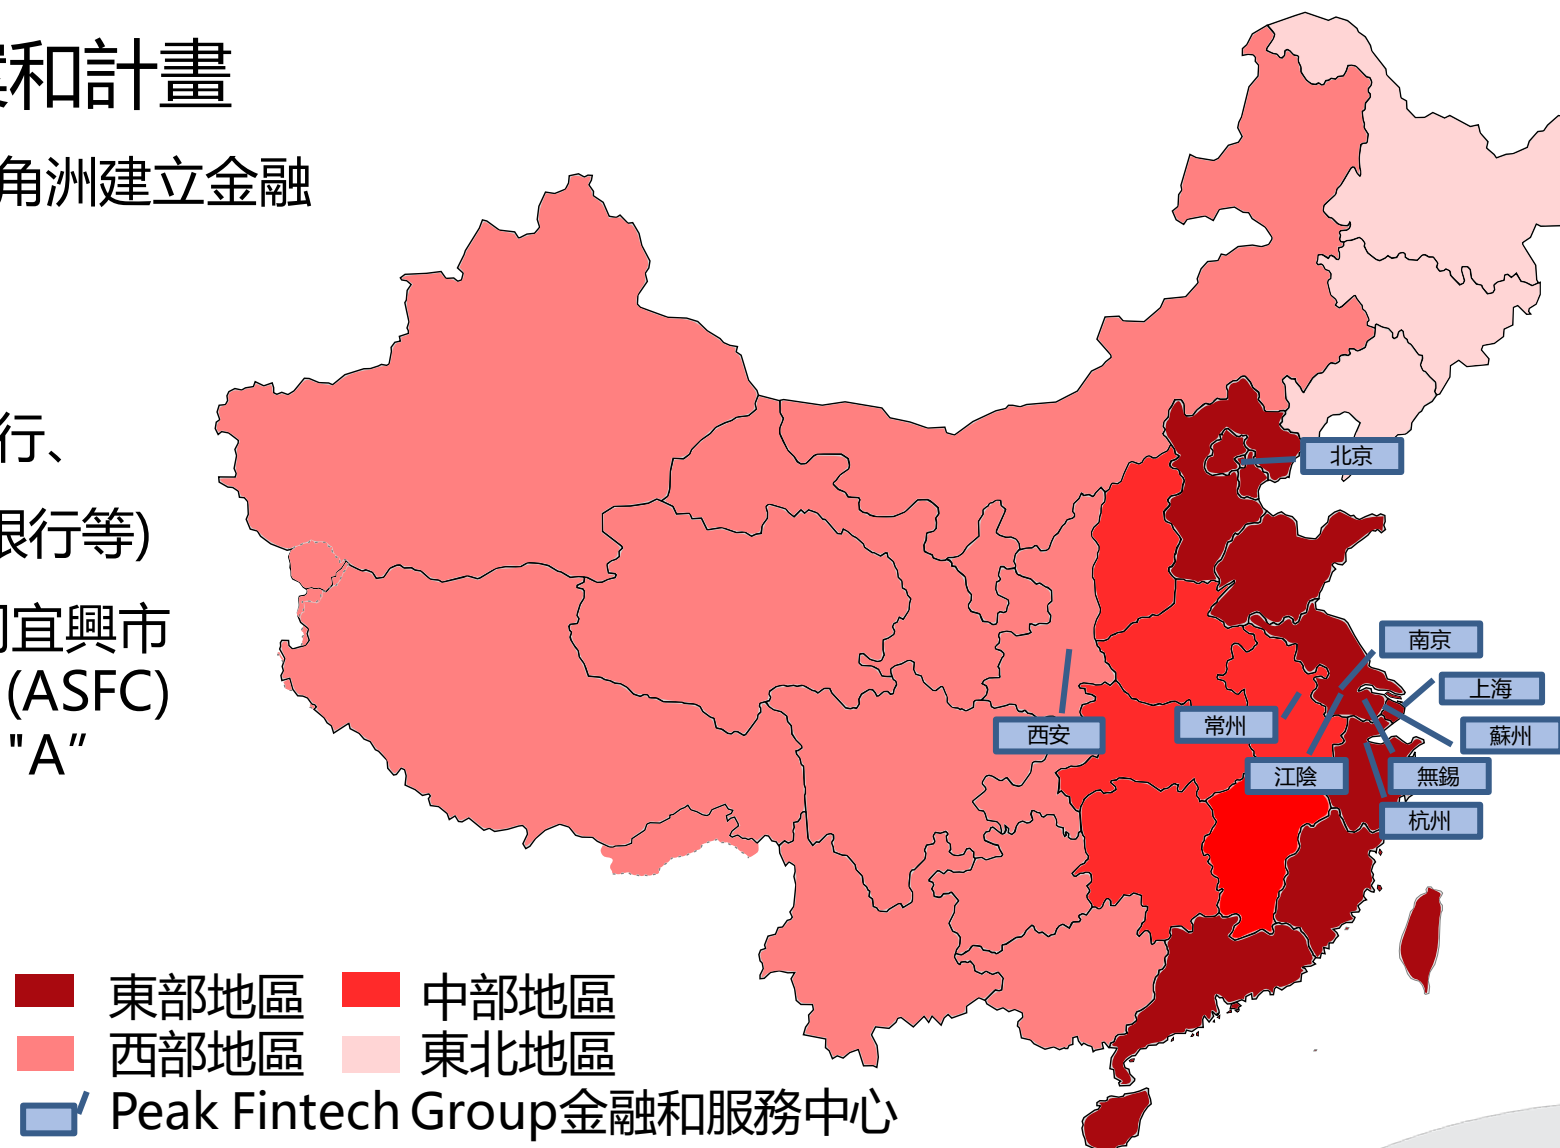 和計畫
角洲建立金融
行、
銀行等)
宜興市
(ASFC)
"A”
北京
南京
上海
西安
常州
蘇州
江陰
無錫
杭州
東部地區 中部地區
西部地區 東北地區
Peak Fintech Group金融和服務中心